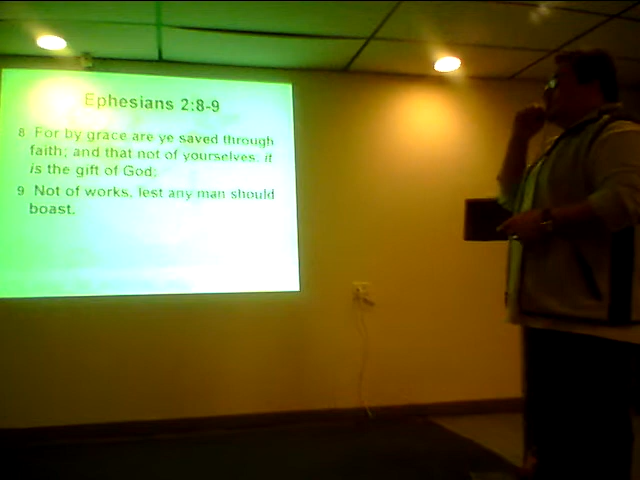 Ephesians 2:8-9
8 For by grace are ye saved through
faith; and that not of yourselves. it
is the gift of God;
9 Not of works. lest any man should
boast.